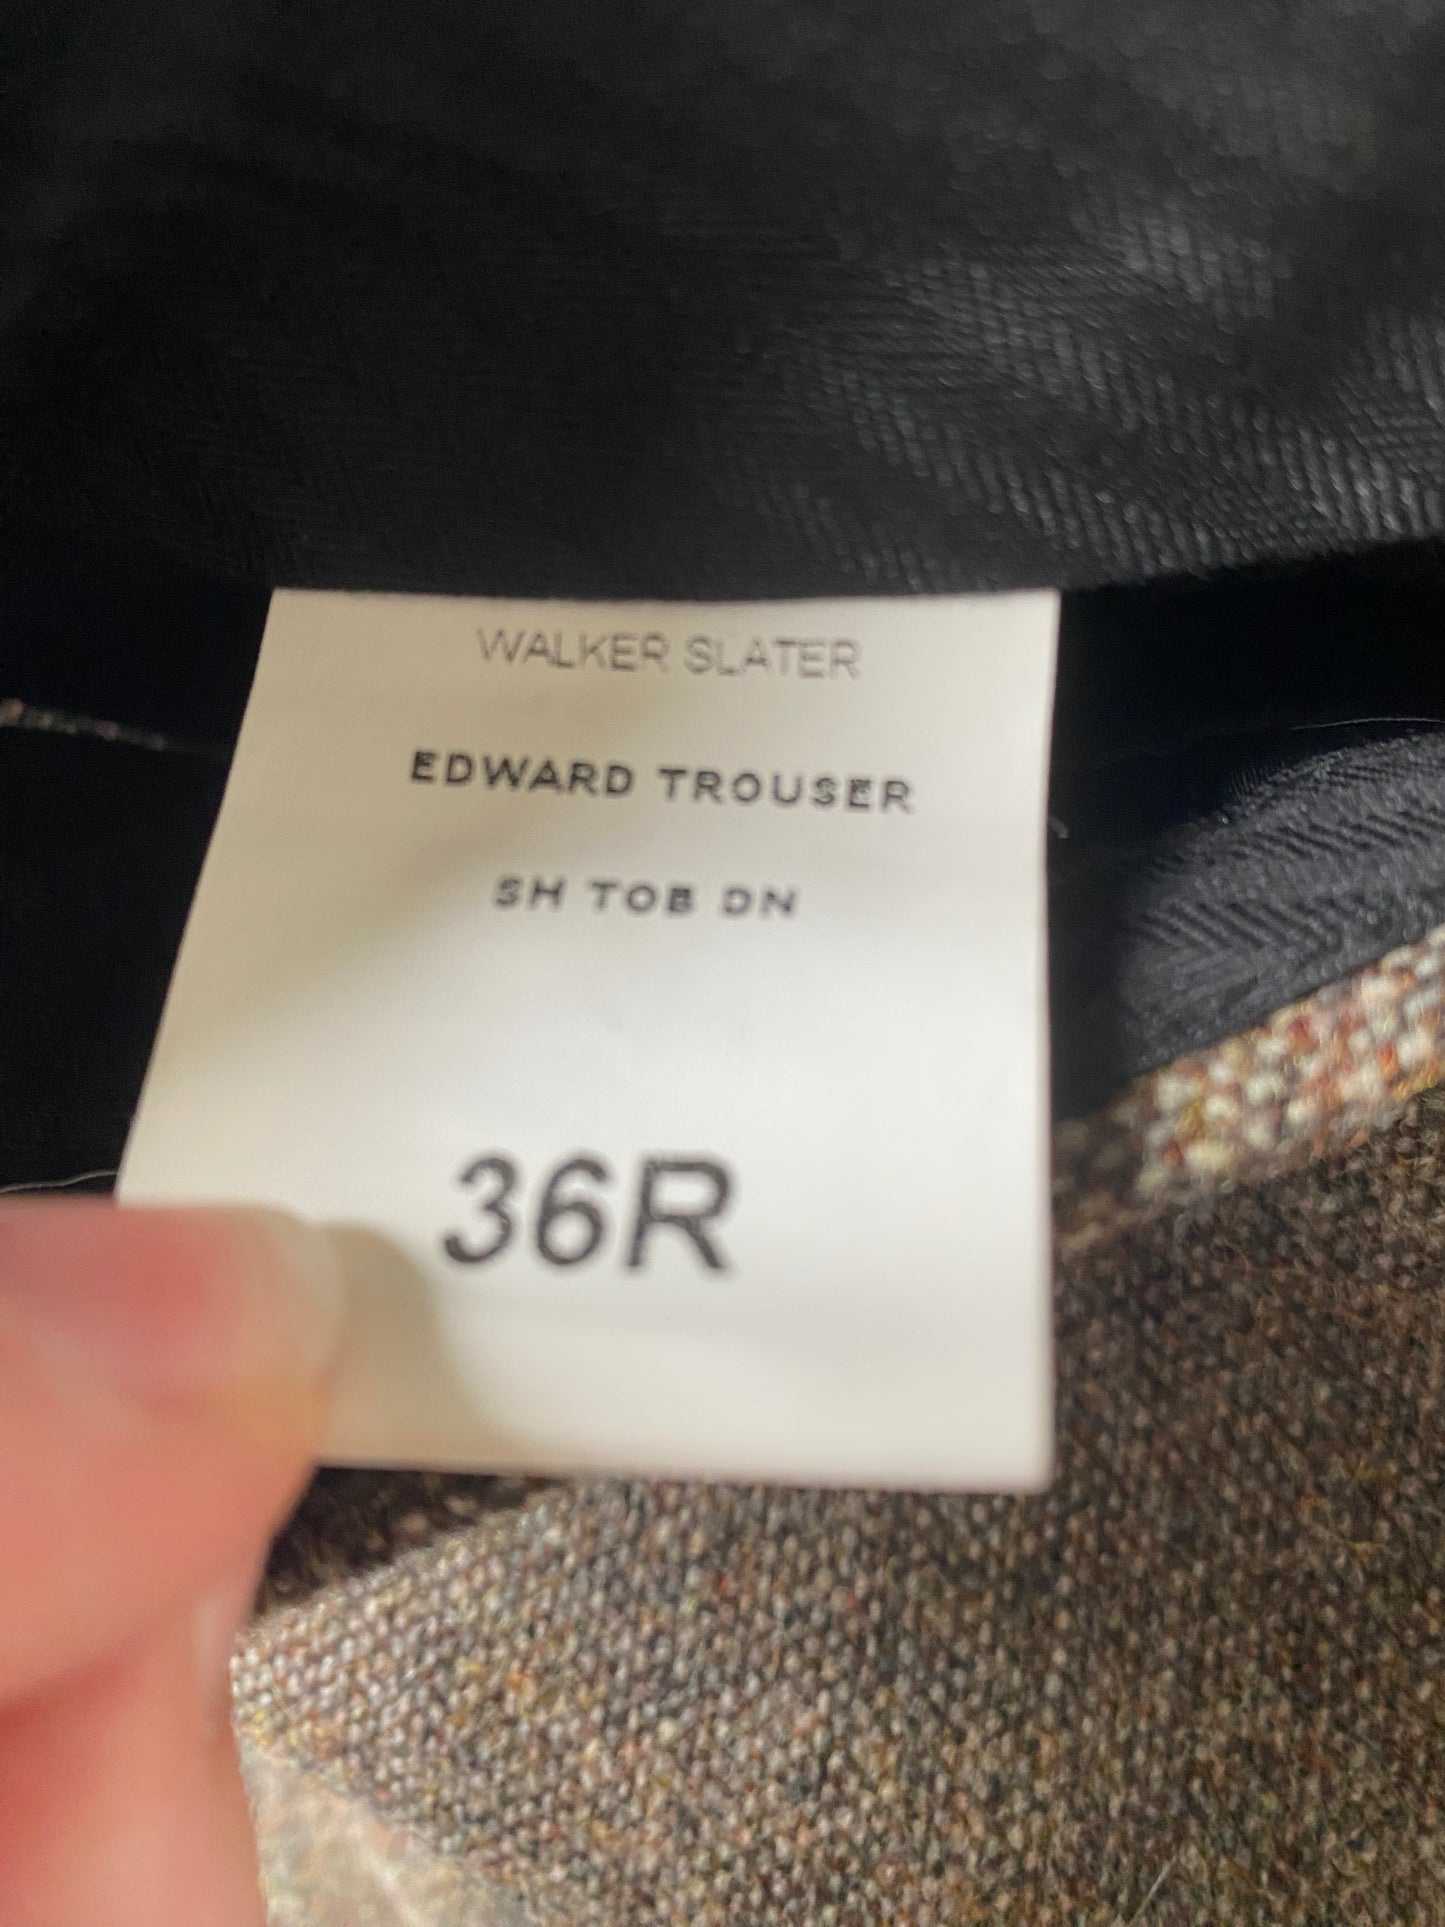 WALKER SLATER
EDWARD TROUSER
SH TOB DN
36R